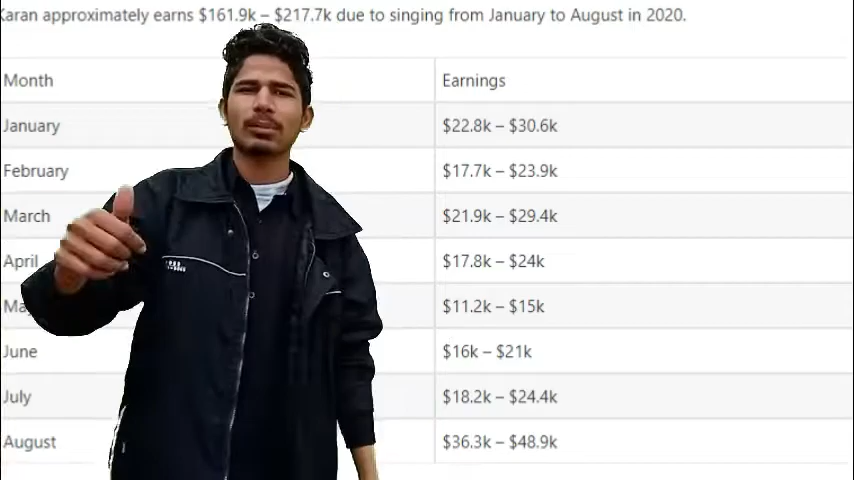 Karan approximately earns $161.9k – $217.7k due to singing from January to August in 2020.
Month Earnings
January $22.8k – $30.6k
February $17.7k – $23.9k
March $21.9k – $29.4k
April $17.8k – $24k
$11.2k – $15k
June $16k – $21k
July $18.2k – $24.4k
August $36.3k – $48.9k